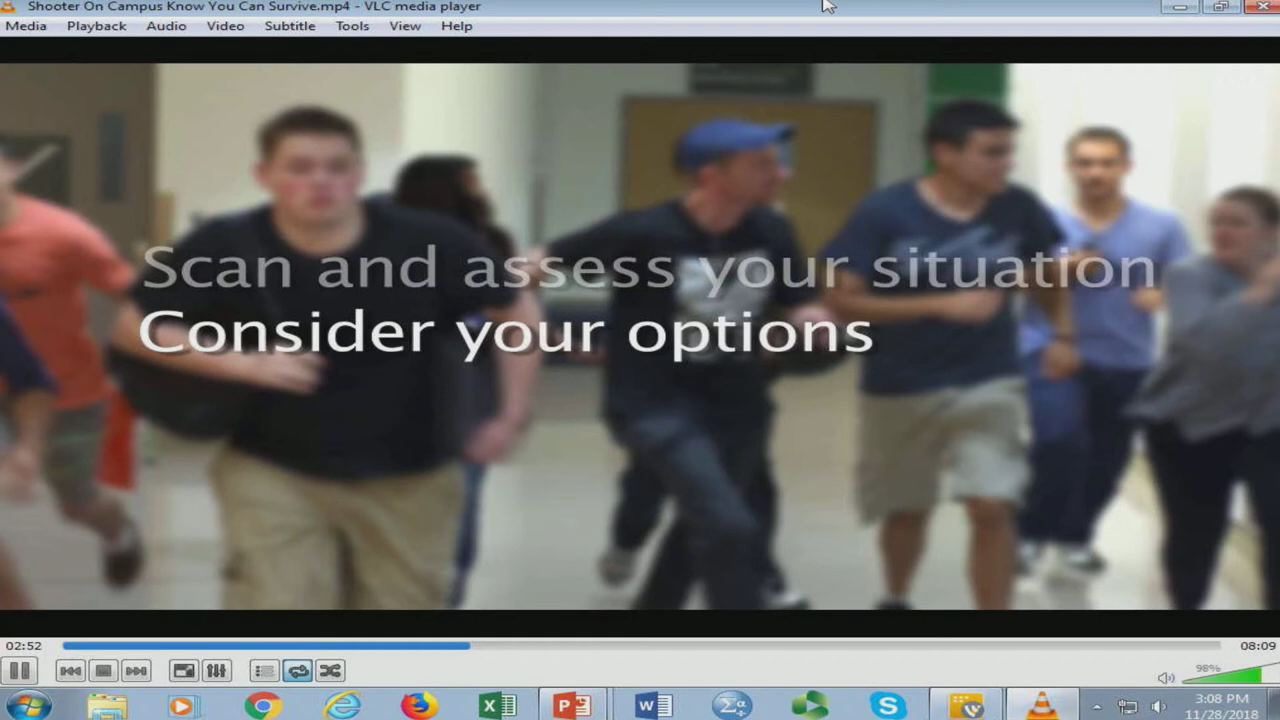 Shooter On Campus Know You Can Survive.mp4 - VLC media player
Media Playback Audio Video Subtitle Tools View Help
Scan and assess your situation
Consider your options
02:52
08:09
98%
3:08 PM
11/28/2018